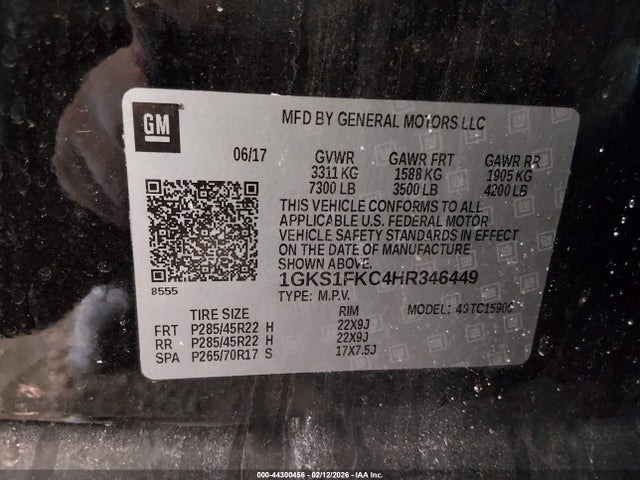 GM
MFD BY GENERAL MOTORS LLC
06/17 GVWR GAWR FRT GAWR RR
3311 KG 1588 KG 1905 KG
7300 LB 3500 LB 4200 LB
THIS VEHICLE CONFORMS TO ALL
APPLICABLE U.S. FEDERAL MOTOR
VEHICLE SAFETY STANDARDS IN EFFECT
ON THE DATE OF MANUFACTURE
SHOWN ABOVE.
1GKS1FKC4HR346449
8555
TYPE: M.P.V. MODEL:
TIRE SIZE RIM
FRT P285/45R22 H 22X9J
RR P285/45R22 H 22X9J
SPA P265/70R17 S 17X7.5J
000-44300456 - 02/12/2026 - IAA Inc.